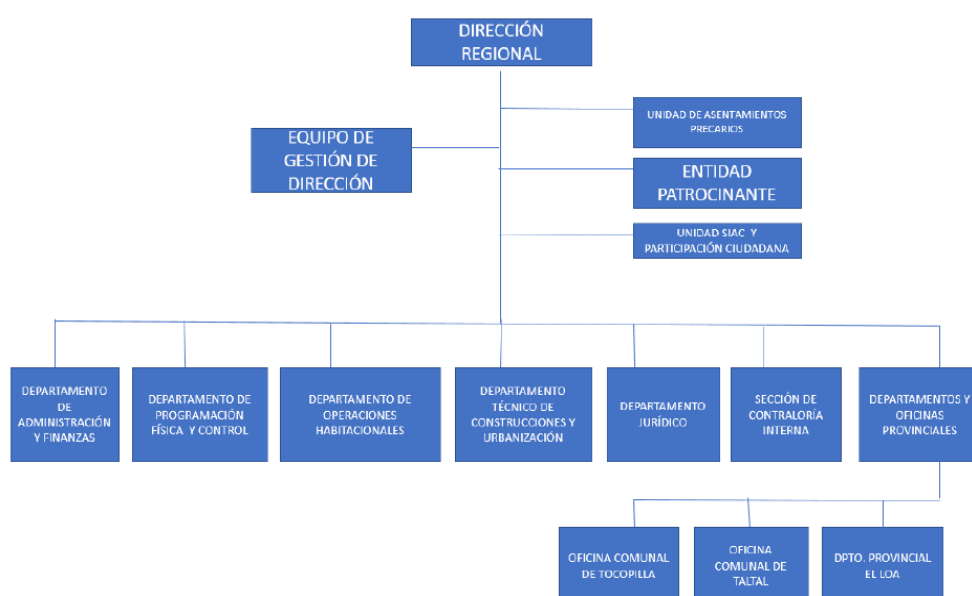 DIRECCIÓN
REGIONAL
UNIDAD DE ASENTAMIENTOS
PRECARIOS
EQUIPO DE
GESTIÓN DE
DIRECCIÓN
ENTIDAD
PATROCINANTE
UNIDAD SIAC Y
PARTICIPACIÓN CIUDADANA
DEPARTAMENTO
DE
ADMINISTRACIÓN
Y FINANZAS
DEPARTAMENTO DE
PROGRAMACIÓN
FÍSICA Y CONTROL
DEPARTAMENTO DE
OPERACIONES
HABITACIONALES
DEPARTAMENTO
TÉCNICO DE
CONSTRUCCIONES Y
URBANIZACIÓN
DEPARTAMENTO
JURÍDICO
SECCIÓN DE
CONTRALORÍA
INTERNA
DEPARTAMENTOS Y
OFICINAS
PROVINCIALES
OFICINA COMUNAL
DE TOCOPILLA
OFICINA
COMUNAL DE
TALTAL
DPTO. PROVINCIAL
EL LOA